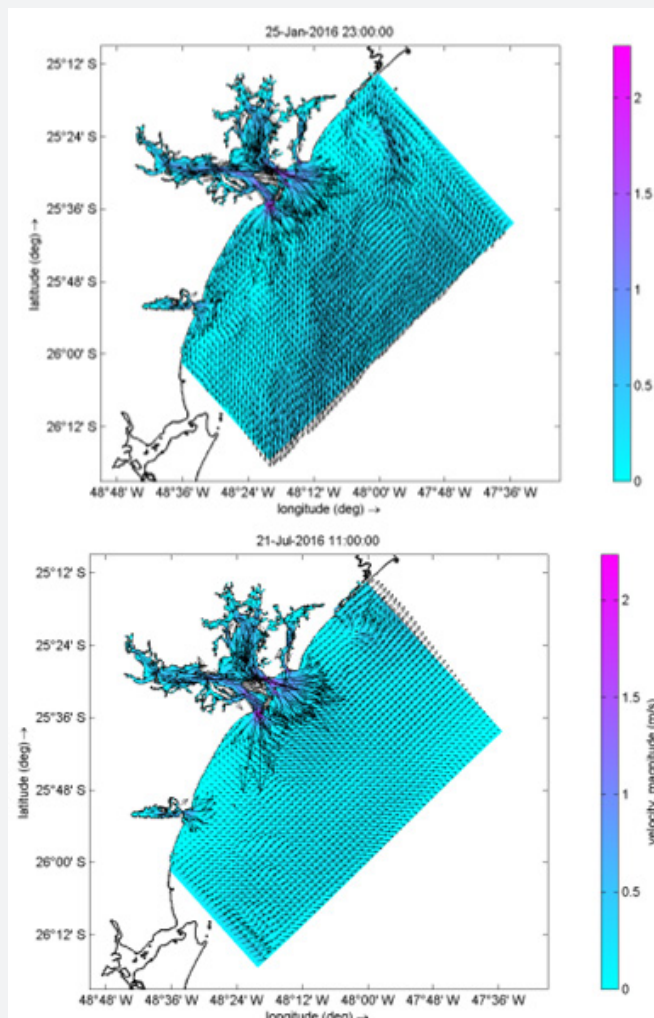 25-Jan-2016 23:00:00
25°12' S
25°24' S
25°36' S
25°48' S
26°00' S
26°12' S
latitude (deg) →
48°48' W 48°36' W 48°24' W 48°12' W 48°00' W 47°48' W 47°36' W
longitude (deg) →
2
1.5
1
0.5
0
21-Jul-2016 11:00:00
25°12' S
25°24' S
25°36' S
25°48' S
26°00' S
26°12' S
latitude (deg) →
48°48' W 48°36' W 48°24' W 48°12' W 48°00' W 47°48' W 47°36' W
longitude (deg) →
2
1.5
1
0.5
0
velocity, magnitude (m/s)